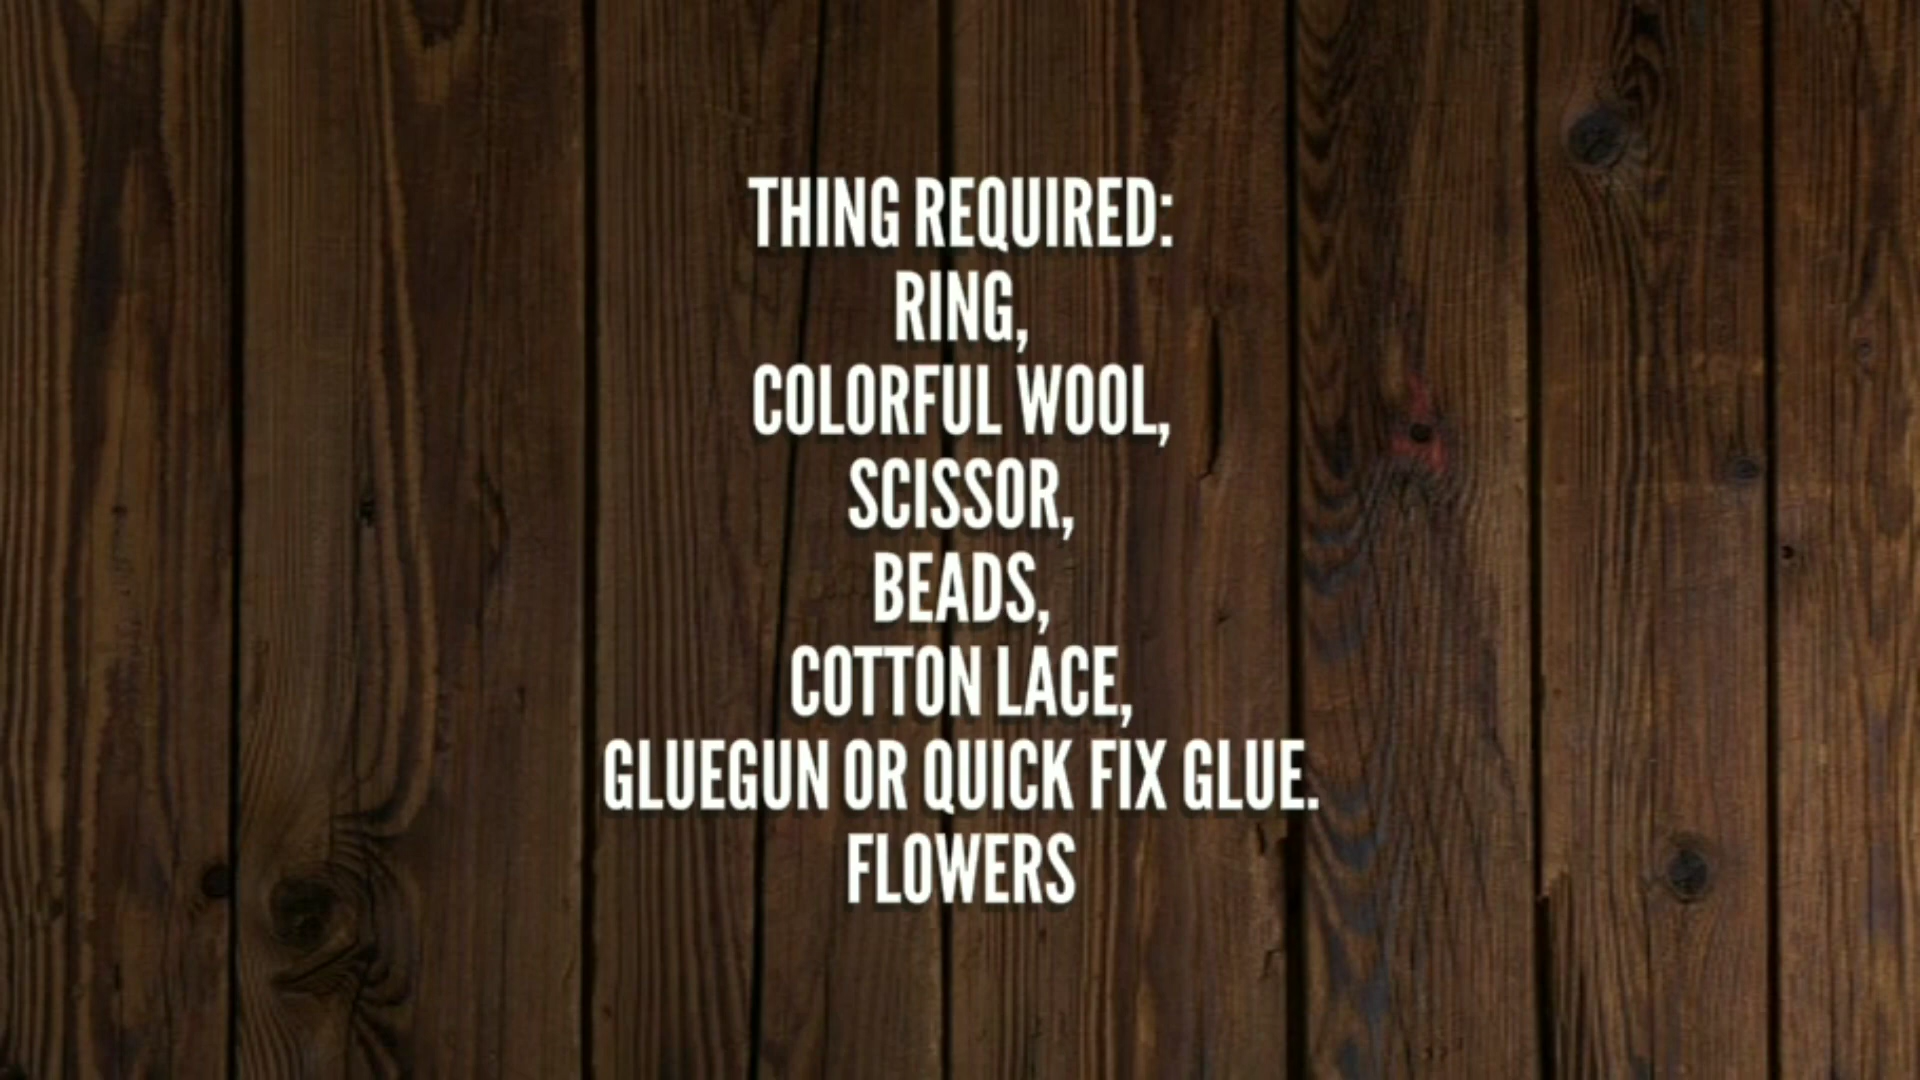 THING REQUIRED:
RING,
COLORFUL WOOL,
SCISSOR,
BEADS,
COTTON LACE,
GLUEGUN OR QUICK FIX GLUE.
FLOWERS